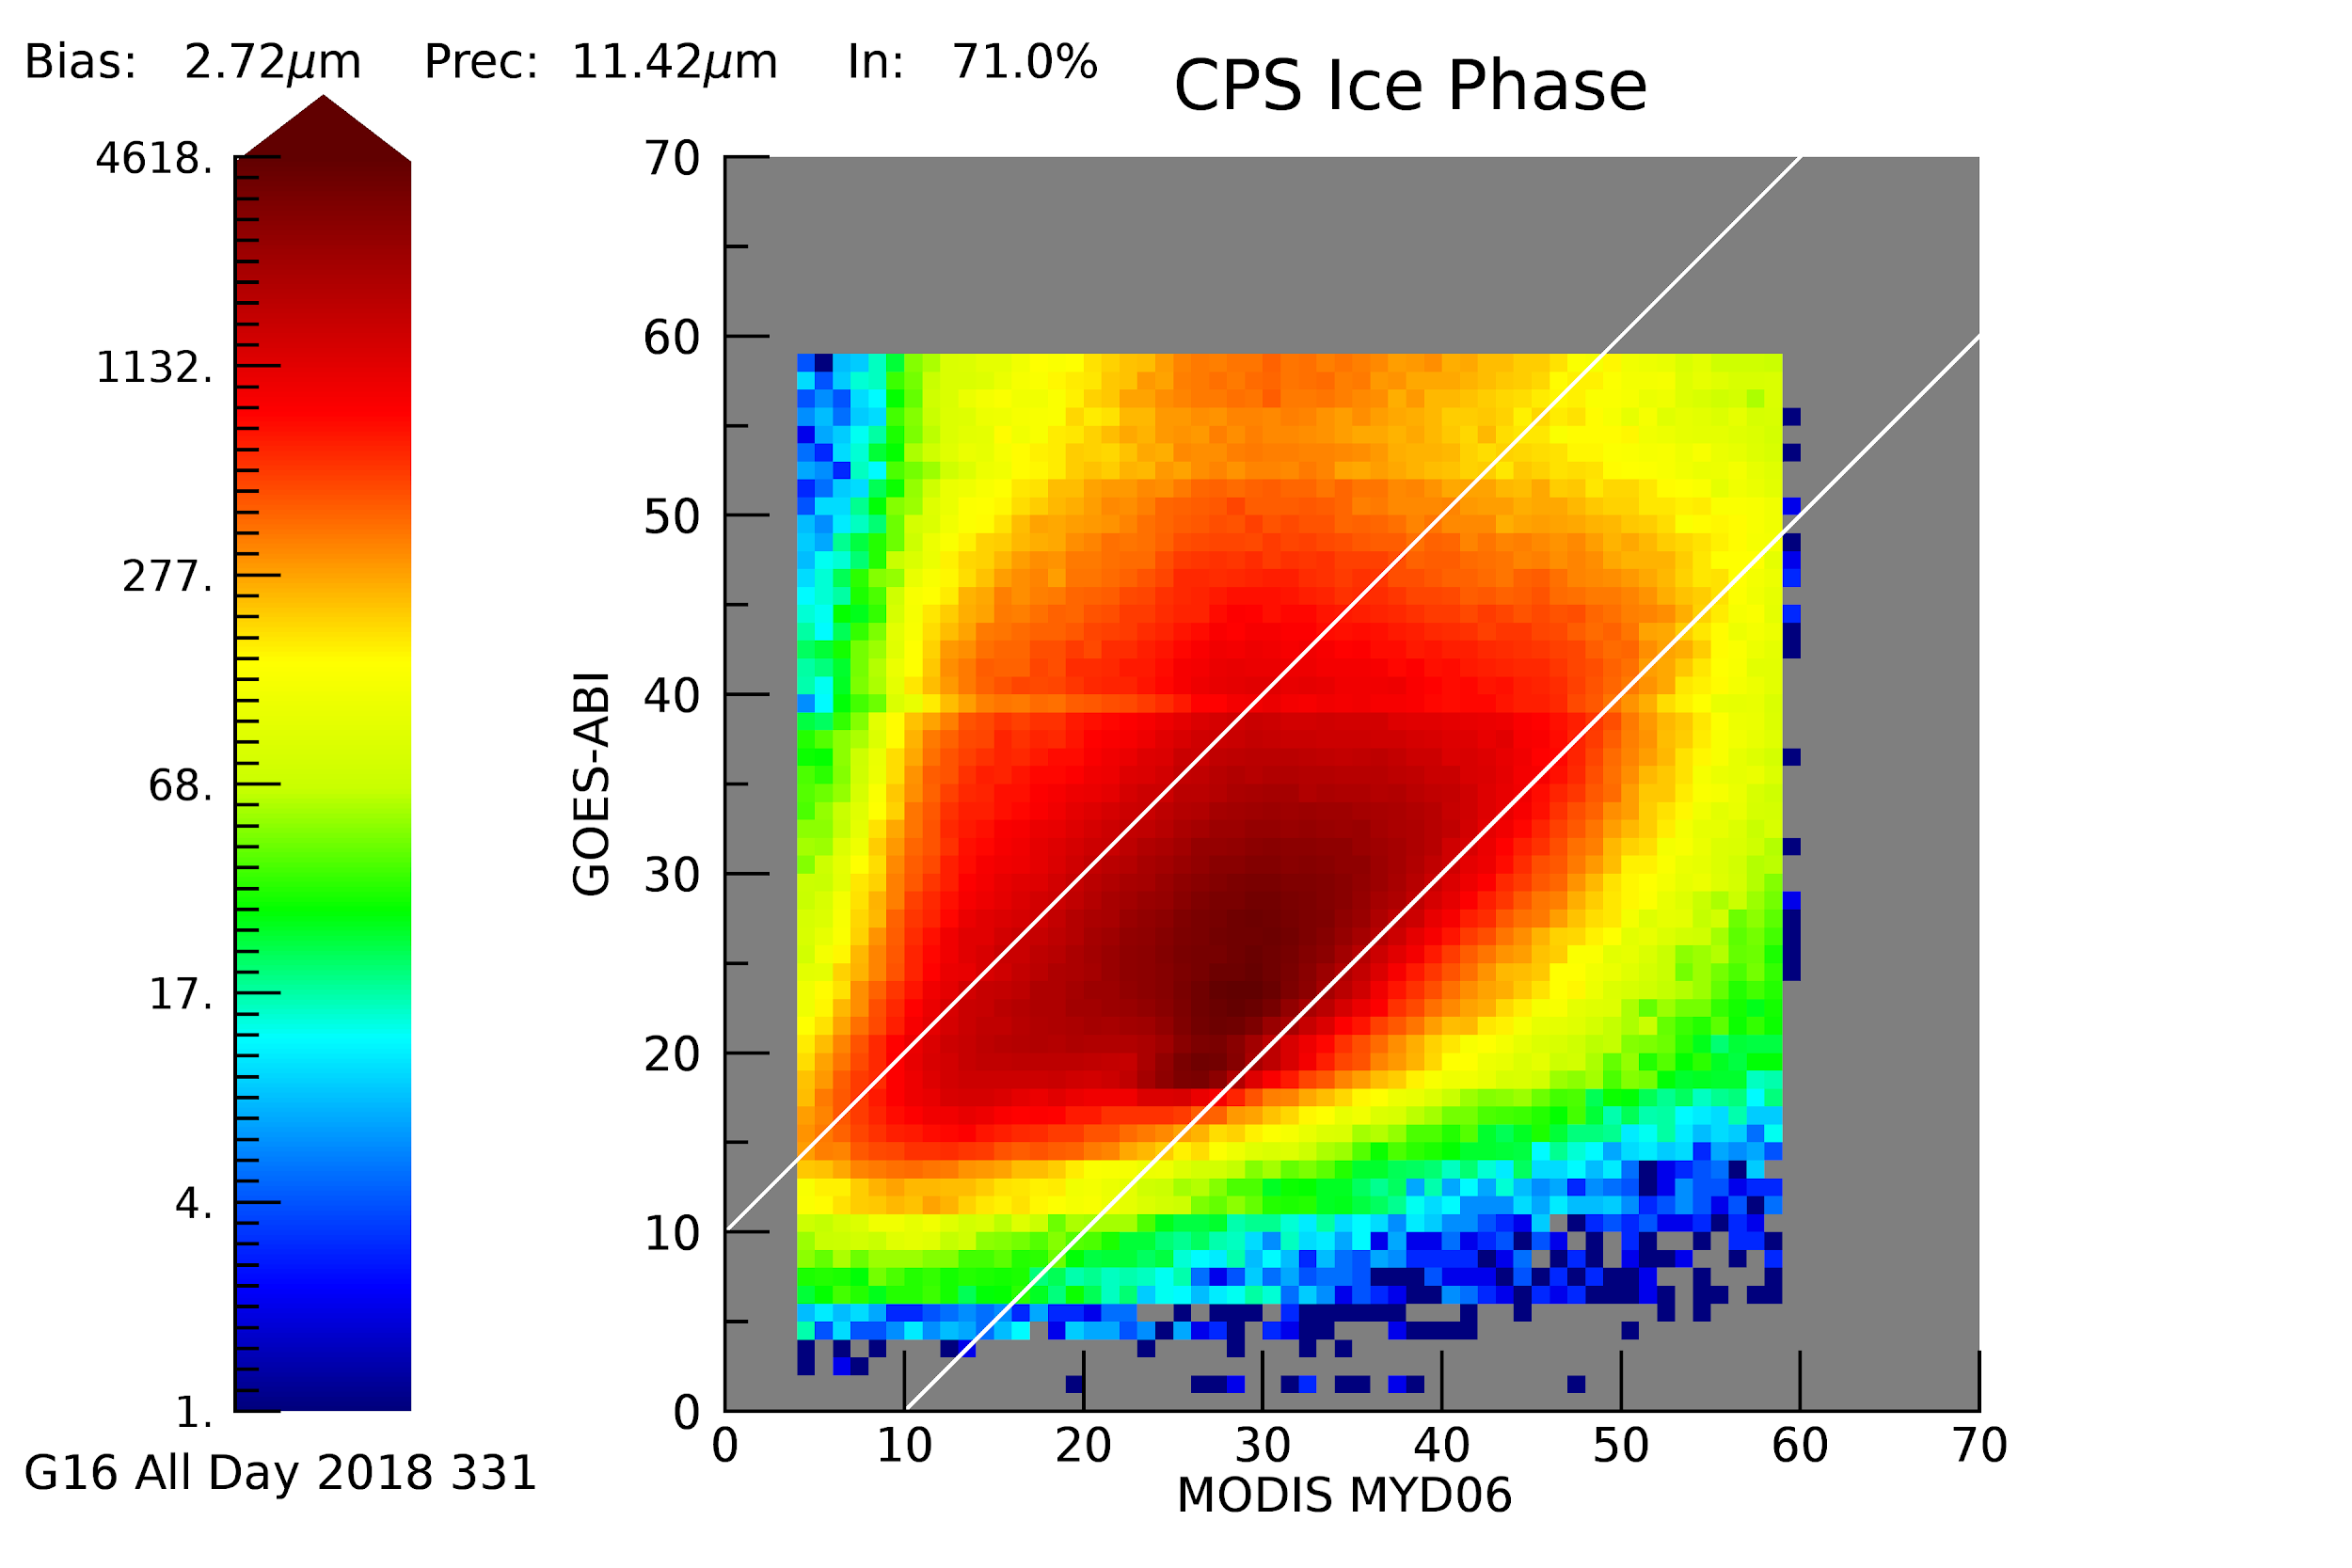 Bias: 2.72μm Prec: 11.42μm In: 71.0%
CPS Ice Phase
4618.
1132.
277.
68.
17.
4.
1.
GOES-ABI
70
60
50
40
30
20
10
0
0 10 20 30 40 50 60 70
MODIS MYD06
G16 All Day 2018 331